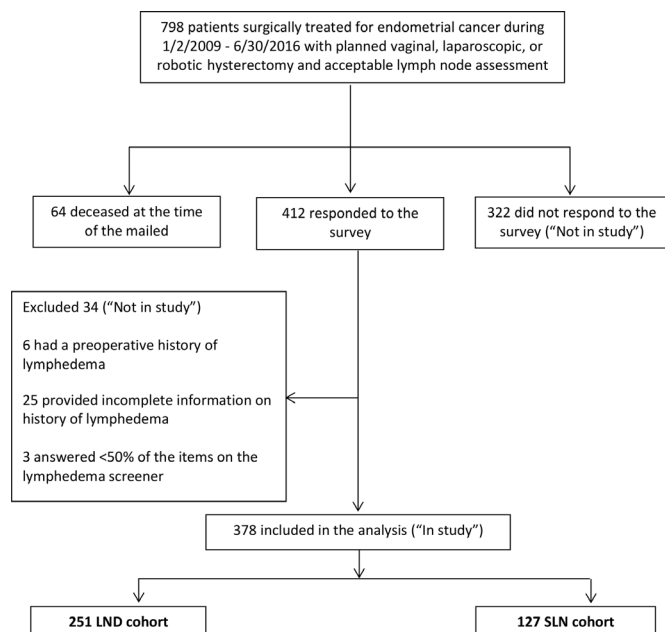 798 patients surgically treated for endometrial cancer during
1/2/2009 - 6/30/2016 with planned vaginal, laparoscopic, or
robotic hysterectomy and acceptable lymph node assessment
64 deceased at the time
of the mailed
412 responded to the
survey
322 did not respond to the
survey (“Not in study”)
Excluded 34 (“Not in study”)
6 had a preoperative history of
lymphedema
25 provided incomplete information on
history of lymphedema
3 answered <50% of the items on the
lymphedema screener
378 included in the analysis (“In study”)
251 LND cohort
127 SLN cohort